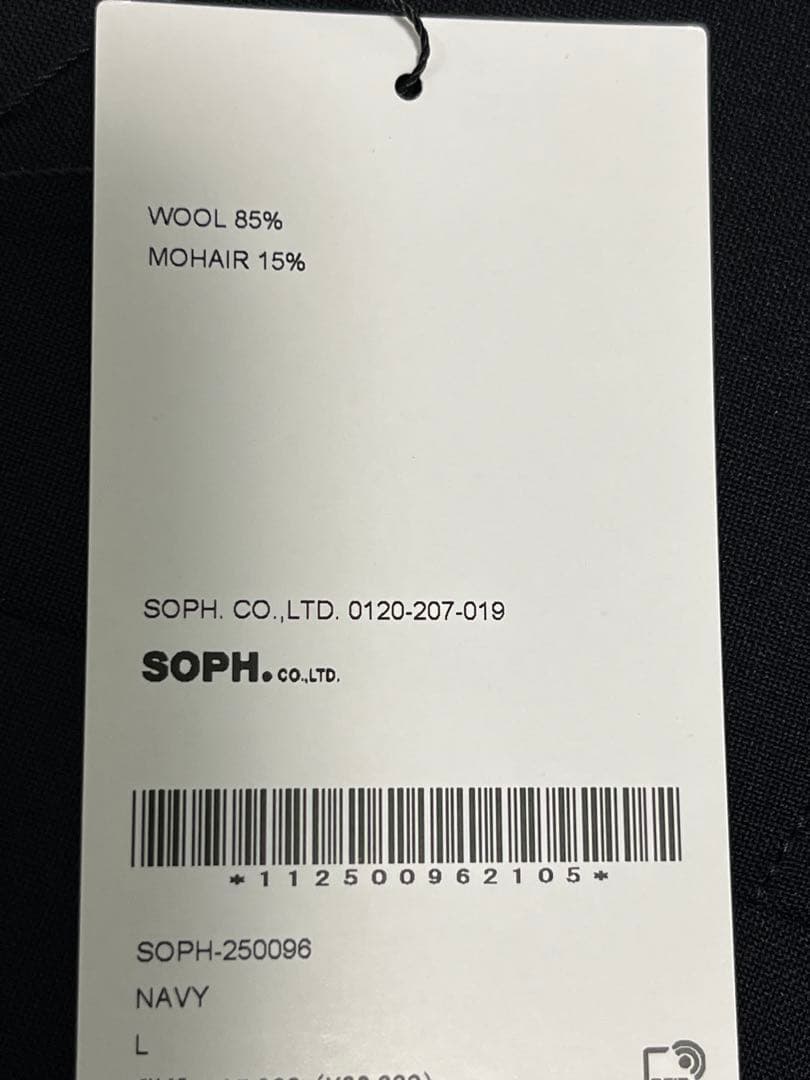 WOOL 85%
MOHAIR 15%
SOPH. CO.,LTD. 0120-207-019
SOPH. CO.,LTD.
*112500962105*
SOPH-250096
NAVY
L